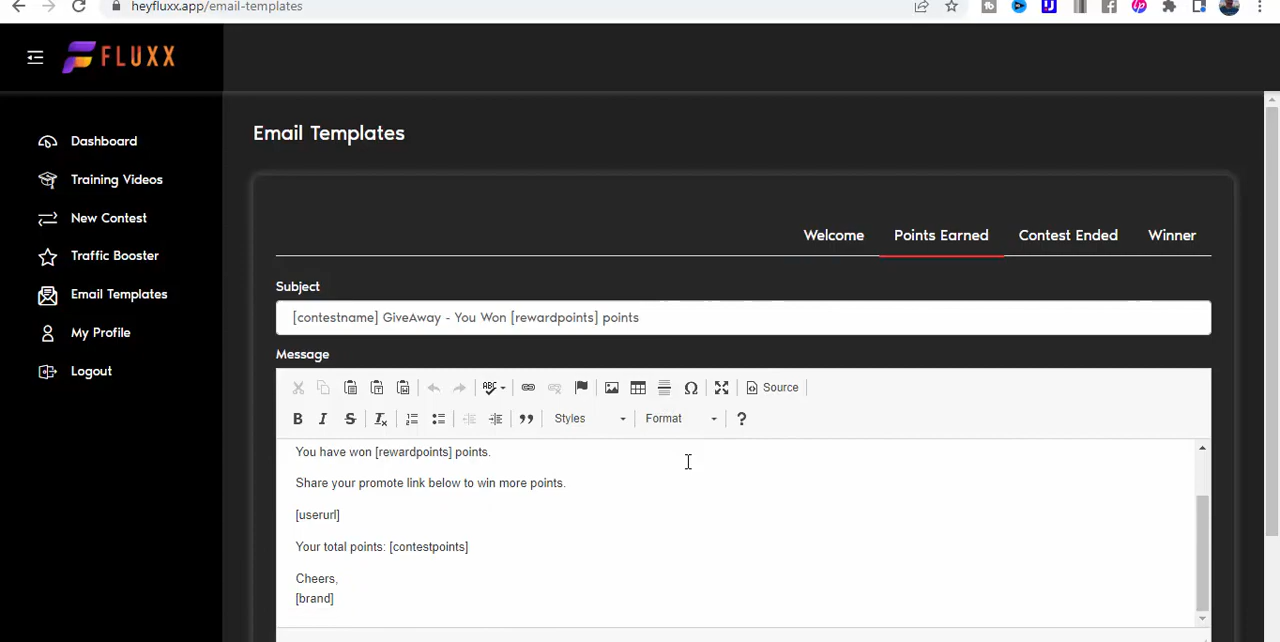 heyfluxx.app/email-templates
FLUXX
Dashboard
Training Videos
New Contest
Traffic Booster
Email Templates
My Profile
Logout
Email Templates
Welcome
Points Earned
Contest Ended
Winner
Subject
[contestname] GiveAway - You Won [rewardpoints] points
Message
ABC
Ω
Source
B I S Ix
Styles
Format
?
You have won [rewardpoints] points.
Share your promote link below to win more points.
[userurl]
Your total points: [contestpoints]
Cheers,
[brand]